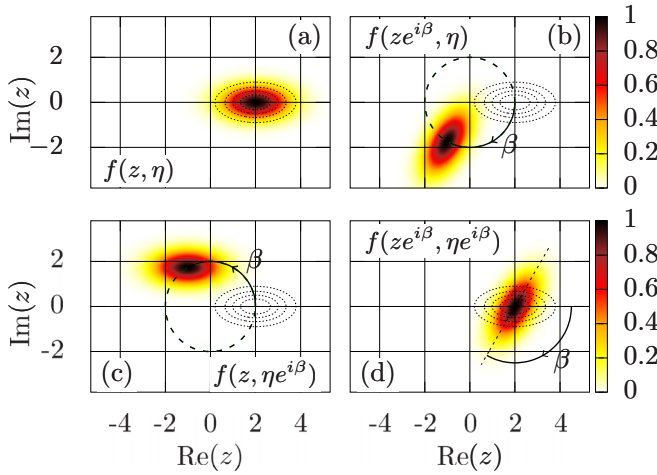 (a)
2
0
−2
Im(z)
f(z, η)
f(ze^{iβ}, η)
(b)
β
1
0.8
0.6
0.4
0.2
0
2
0
-2
Im(z)
β
(c)
f(z, ηe^{iβ})
-4 -2 0 2 4
Re(z)
f(ze^{iβ}, ηe^{iβ})
(d)
β
-4 -2 0 2 4
Re(z)
1
0.8
0.6
0.4
0.2
0